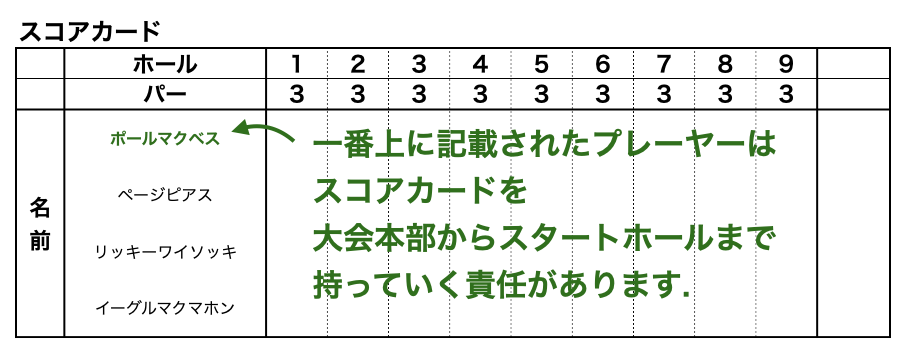 スコアカード
ホール 1 2 3 4 5 6 7 8 9
パー 3 3 3 3 3 3 3 3 3
名前
ポールマクベス
ページピアス
リッキーワイソッキ
イーグルマクマホン
一番上に記載されたプレーヤーは
スコアカードを
大会本部からスタートホールまで
持っていく責任があります.